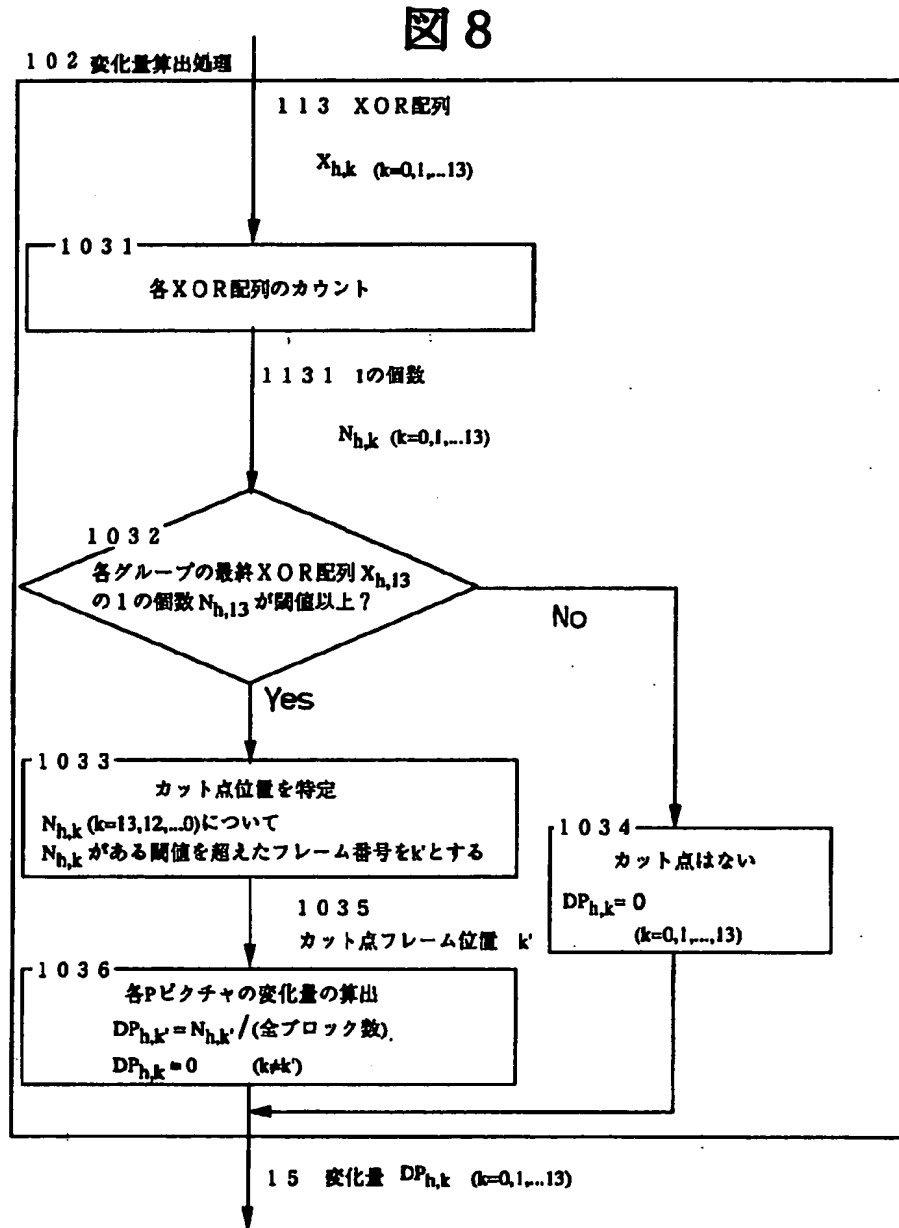 図8
102 変化量算出処理
113 XOR配列
Xh,k (k=0,1,...13)
1031
各XOR配列のカウント
1131 1の個数
Nh,k (k=0,1,...13)
1032
各グループの最終XOR配列Xh,13
の1の個数Nh,13が閾値以上?
No
Yes
1033
カット点位置を特定
Nh,k (k=13,12,...0)について
Nh,kがある閾値を超えたフレーム番号をk'とする
1034
カット点はない
DPh,k=0
(k=0,1,...,13)
1035
カット点フレーム位置 k'
1036
各Pピクチャの変化量の算出
DPh,k'=Nh,k'/(全ブロック数).
DPh,k=0 (k≠k')
15 変化量 DPh,k (k=0,1,...13)